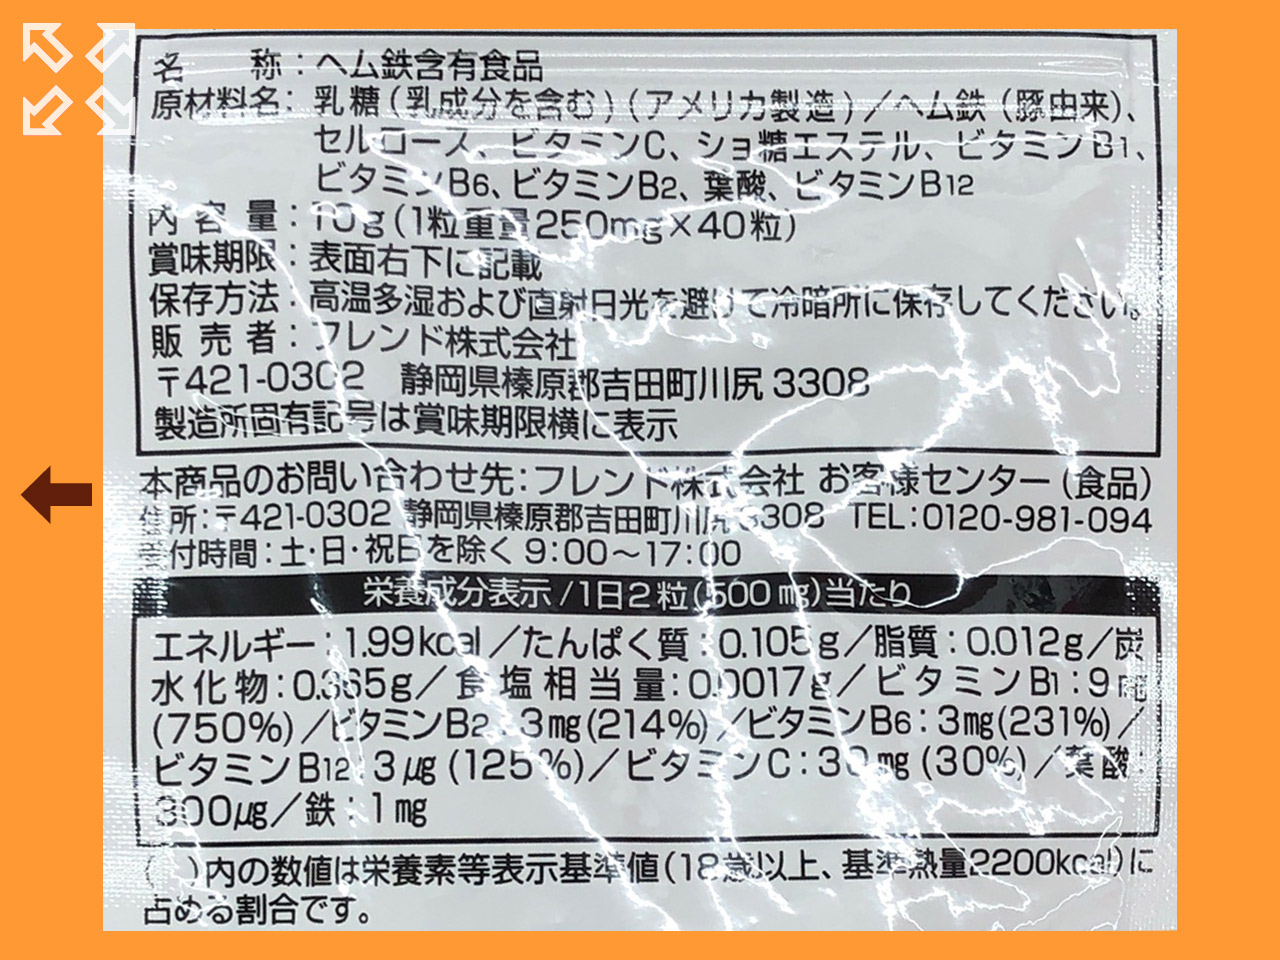 名　　称：ヘム鉄含有食品
原材料名：乳糖(乳成分を含む)(アメリカ製造)／ヘム鉄(豚由来)、
セルロース、ビタミンC、ショ糖エステル、ビタミンB1、
ビタミンB6、ビタミンB2、葉酸、ビタミンB12
内 容 量：10g(1粒重量250mg×40粒)
賞味期限：表面右下に記載
保存方法：高温多湿および直射日光を避けて冷暗所に保存してください。
販 売 者：フレンド株式会社
〒421-0302　静岡県榛原郡吉田町川尻3308
製造所固有記号は賞味期限横に表示
本商品のお問い合わせ先：フレンド株式会社 お客様センター(食品)
住所：〒421-0302 静岡県榛原郡吉田町川尻3308　TEL：0120-981-094
受付時間：土・日・祝日を除く 9：00～17：00
栄養成分表示/1日2粒(500mg)当たり
エネルギー：1.99kcal／たんぱく質：0.105g／脂質：0.012g／炭
水化物：0.365g／食塩相当量：0.0017g／ビタミンB1：9mg
(750%)／ビタミンB2：3mg(214%)／ビタミンB6：3mg(231%)／
ビタミンB12：3μg(125%)／ビタミンC：30mg(30%)／葉酸：
300μg／鉄：1mg
(　)内の数値は栄養素等表示基準値(18歳以上、基準熱量2200kcal)に
占める割合です。